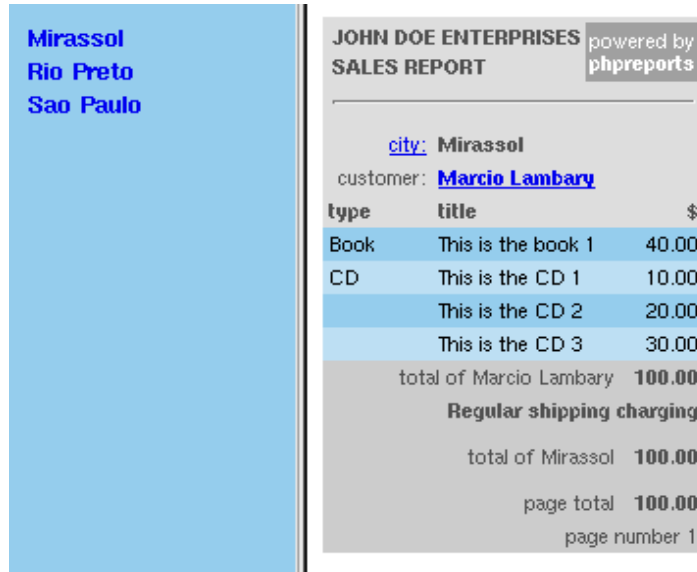 Mirassol
Rio Preto
Sao Paulo
JOHN DOE ENTERPRISES
SALES REPORT
powered by
phpreports
city: Mirassol
customer: Marcio Lambary
type title $
Book This is the book 1 40.00
CD This is the CD 1 10.00
This is the CD 2 20.00
This is the CD 3 30.00
total of Marcio Lambary 100.00
Regular shipping charging
total of Mirassol 100.00
page total 100.00
page number 1